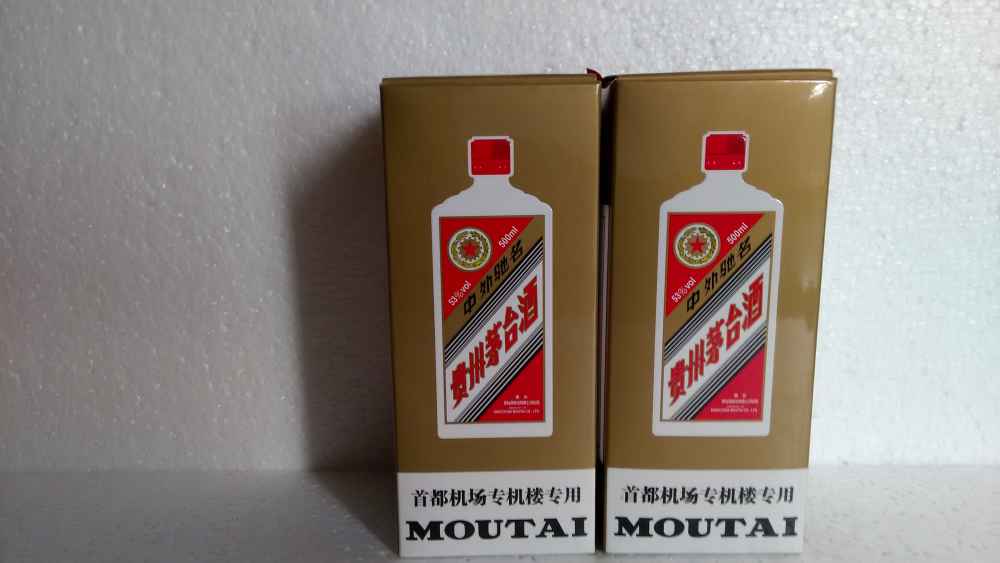 53%vol
500ml
中外驰名
贵州茅台酒
首都机场专机楼专用
MOUTAI
53%vol
500ml
中外驰名
贵州茅台酒
首都机场专机楼专用
MOUTAI